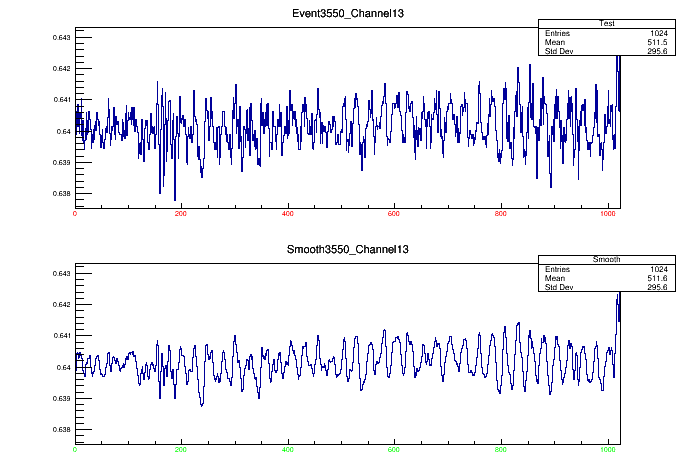 Event3550_Channel13
Test
Entries 1024
Mean 511.5
Std Dev 295.6
0.643
0.642
0.641
0.64
0.639
0.638
0 200 400 600 800 1000
Smooth3550_Channel13
Smooth
Entries 1024
Mean 511.6
Std Dev 295.6
0.643
0.642
0.641
0.64
0.639
0.638
0 200 400 600 800 1000